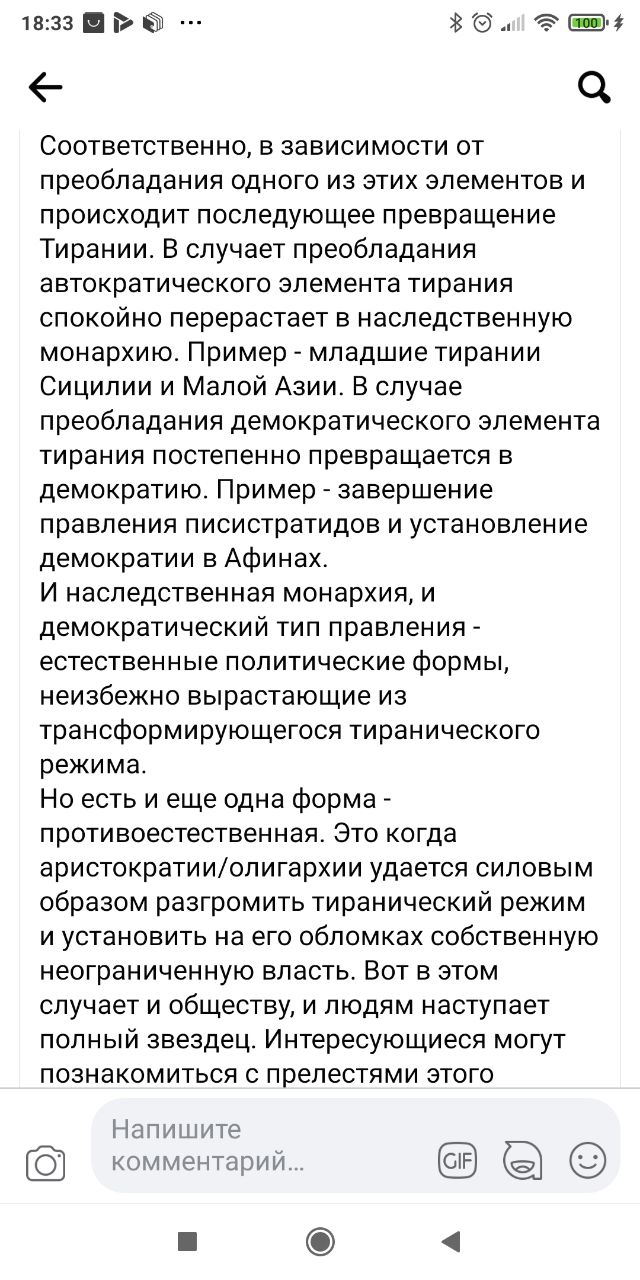 18:33
100
Соответственно, в зависимости от
преобладания одного из этих элементов и
происходит последующее превращение
Тирании. В случает преобладания
автократического элемента тирания
спокойно перерастает в наследственную
монархию. Пример - младшие тирании
Сицилии и Малой Азии. В случае
преобладания демократического элемента
тирания постепенно превращается в
демократию. Пример - завершение
правления писистратидов и установление
демократии в Афинах.
И наследственная монархия, и
демократический тип правления -
естественные политические формы,
неизбежно вырастающие из
трансформирующегося тиранического
режима.
Но есть и еще одна форма -
противоестественная. Это когда
аристократии/олигархии удается силовым
образом разгромить тиранический режим
и установить на его обломках собственную
неограниченную власть. Вот в этом
случает и обществу, и людям наступает
полный звездец. Интересующиеся могут
познакомиться с прелестями этого
Напишите
комментарий...
GIF